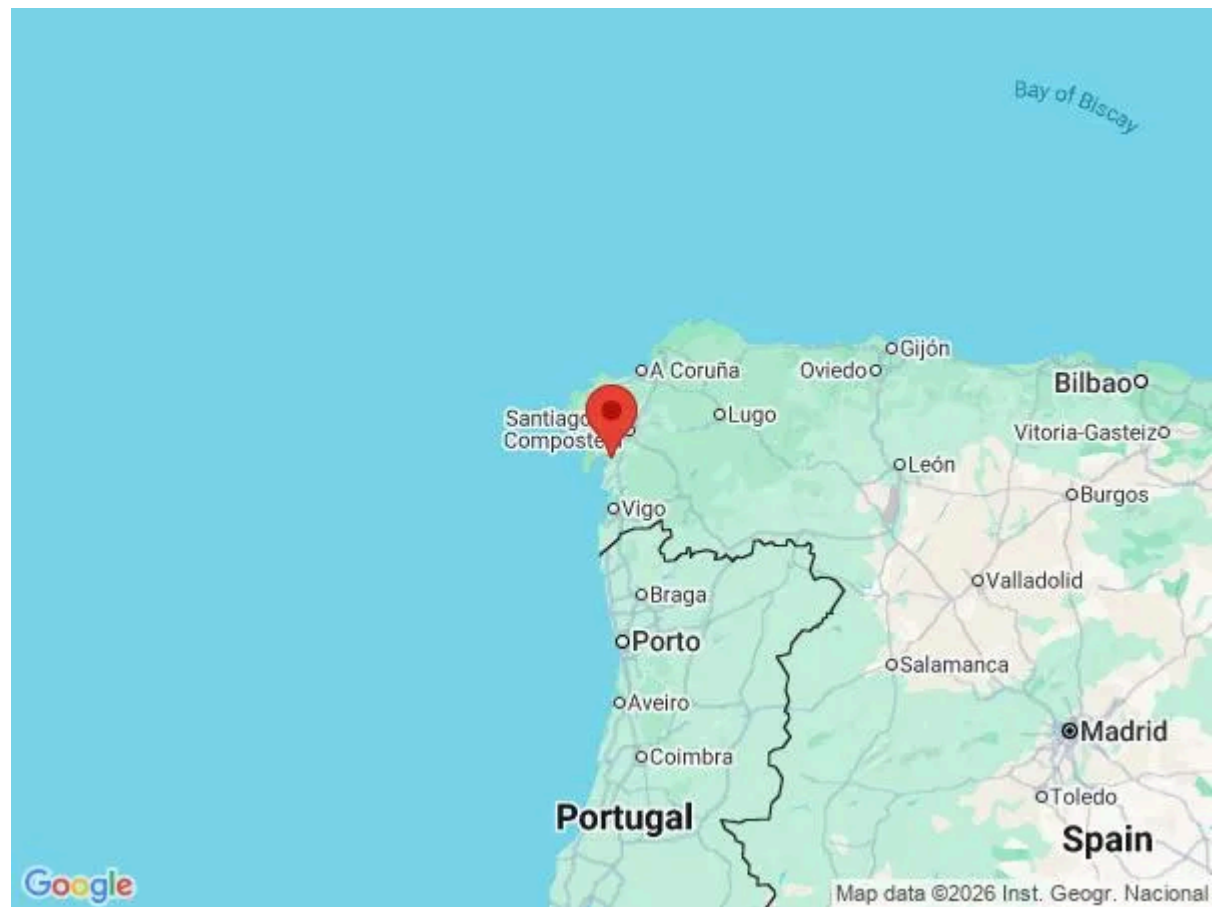 Bay of Biscay
Gijón
A Coruña
Oviedo
Bilbao
Santiago
Lugo
Vitoria-Gasteiz
León
Burgos
Vigo
Valladolid
Braga
Porto
Salamanca
Aveiro
Madrid
Coimbra
Toledo
Portugal
Spain
Google
Map data ©2026 Inst. Geogr. Nacional